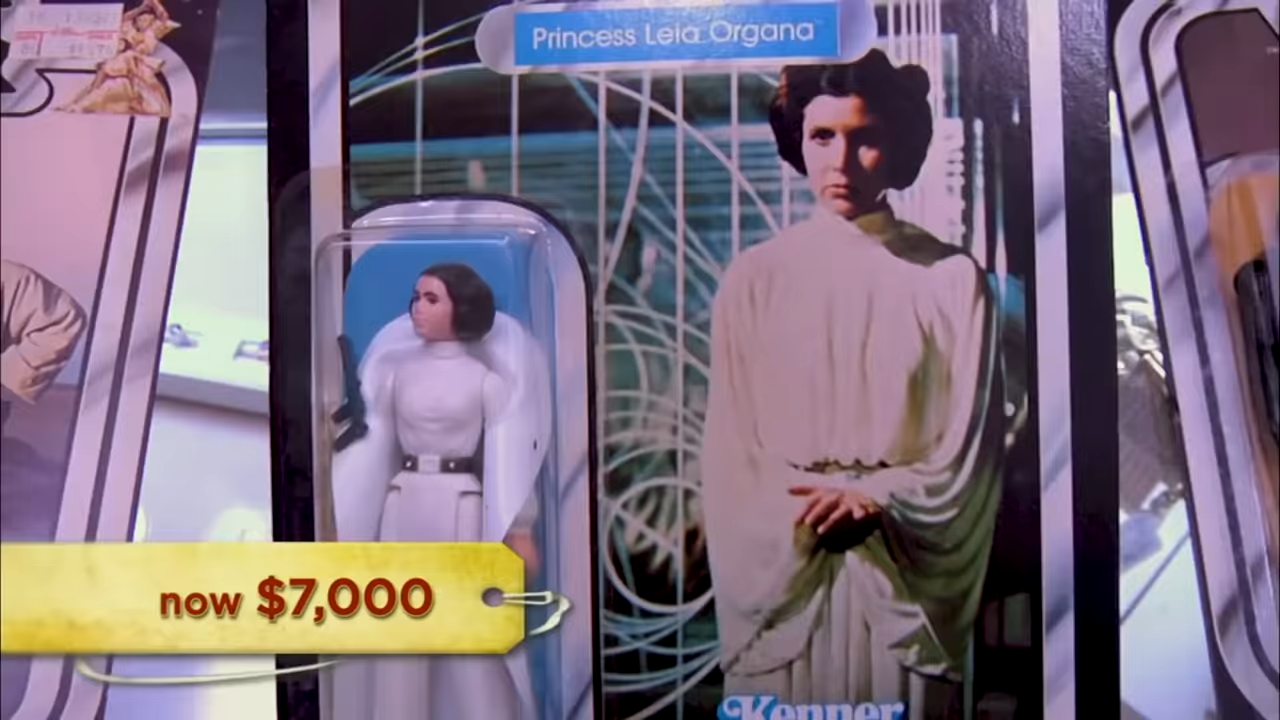 Princess Leia Organa
now $7,000
Kenner